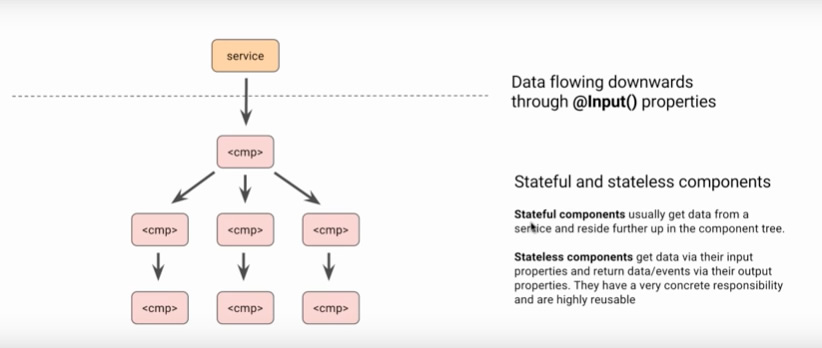 service
Data flowing downwards
through @Input() properties
<cmp>
Stateful and stateless components
Stateful components usually get data from a
service and reside further up in the component tree.
<cmp> <cmp> <cmp>
Stateless components get data via their input
properties and return data/events via their output
properties. They have a very concrete responsibility
and are highly reusable
<cmp> <cmp> <cmp>